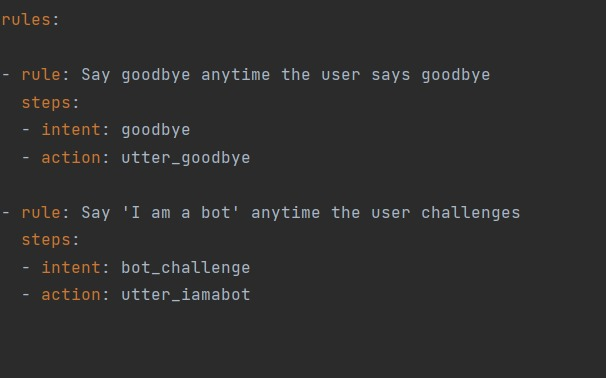 rules:
- rule: Say goodbye anytime the user says goodbye
  steps:
  - intent: goodbye
  - action: utter_goodbye
- rule: Say 'I am a bot' anytime the user challenges
  steps:
  - intent: bot_challenge
  - action: utter_iamabot